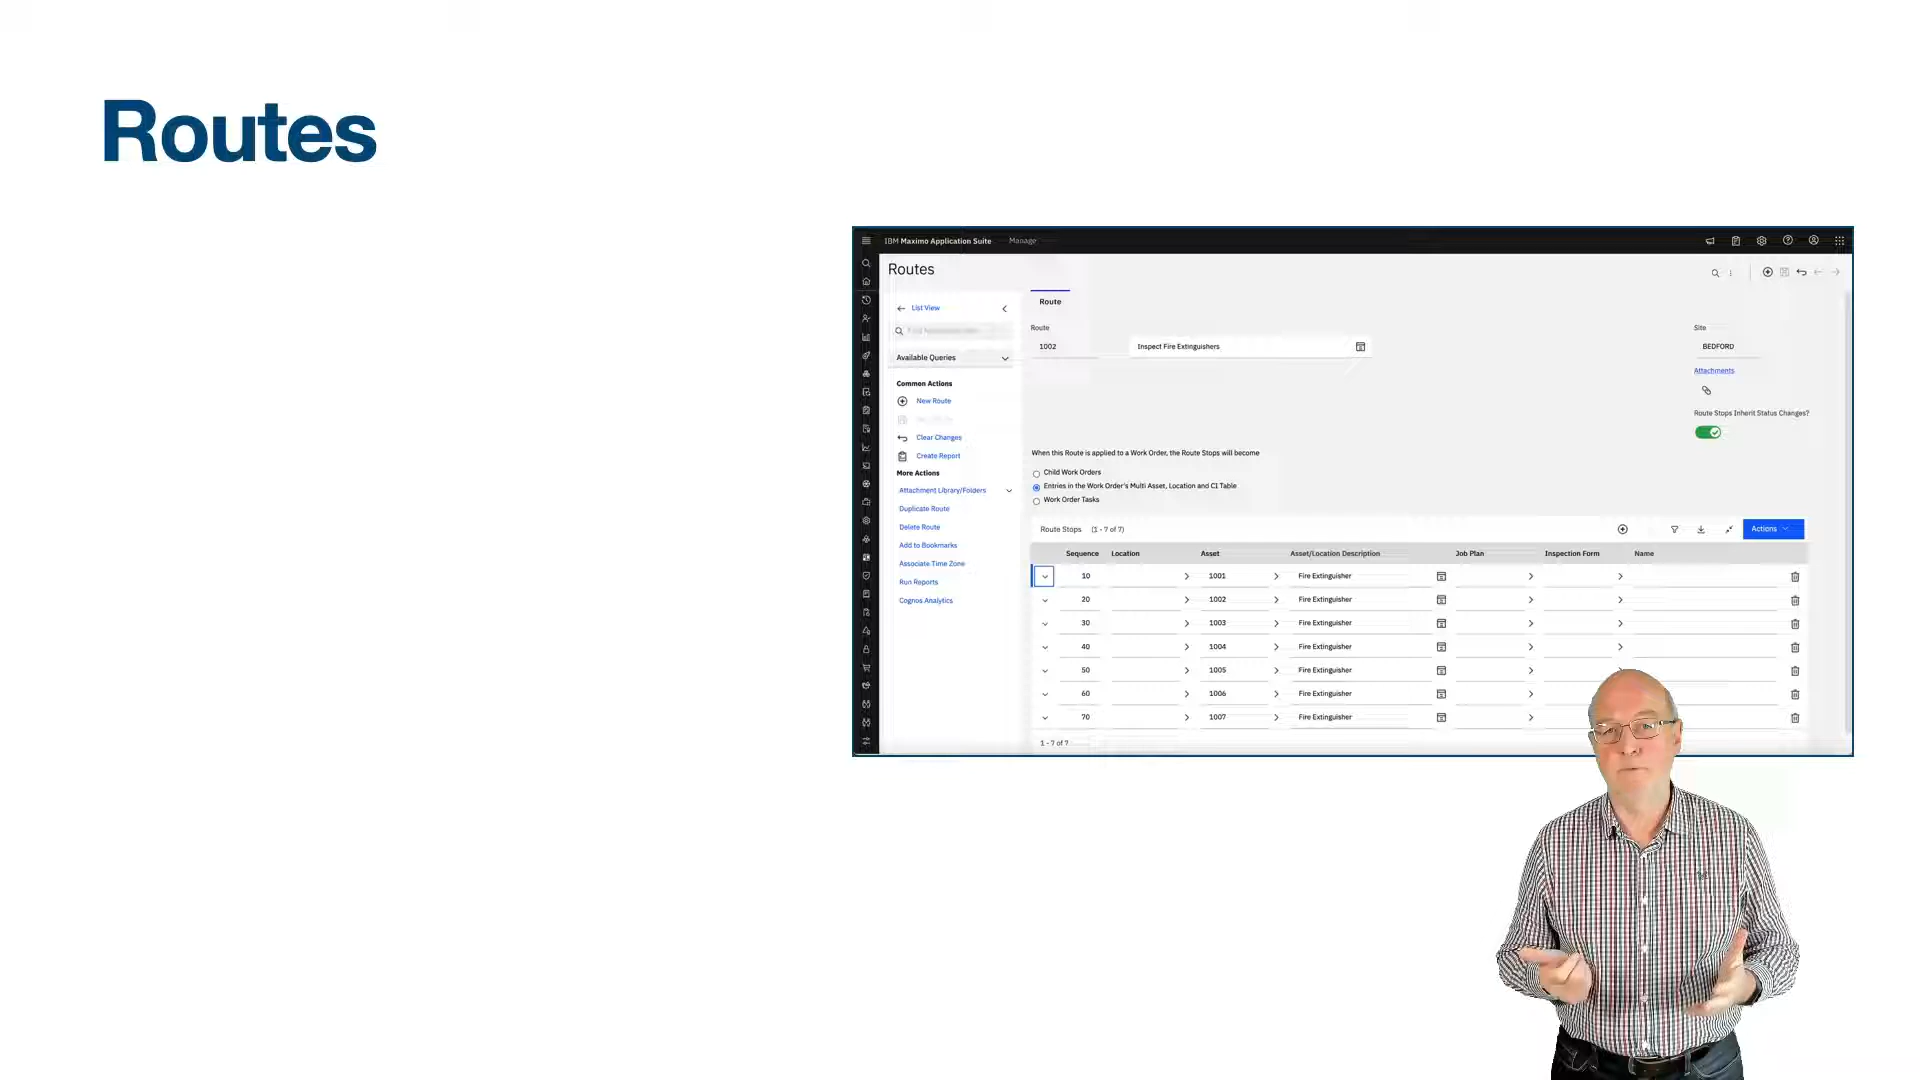 Routes
IBM Maximo Application Suite Manage
Routes
List View
Available Queries
Common Actions
New Route
Clear Changes
Create Report
More Actions
Attachment Library/Folders
Duplicate Route
Delete Route
Add to Bookmarks
Associate Time Zone
Run Reports
Cognos Analytics
Route
Route
1002 Inspect Fire Extinguishers
Site
BEDFORD
Attachments
Route Stops Inherit Status Changes?
When this Route is applied to a Work Order, the Route Stops will become
Child Work Orders
Entries in the Work Order's Multi Asset, Location and CI Table
Work Order Tasks
Route Stops (1 - 7 of 7) Actions
Sequence Location Asset Asset/Location Description Job Plan Inspection Form Name
10 1001 Fire Extinguisher
20 1002 Fire Extinguisher
30 1003 Fire Extinguisher
40 1004 Fire Extinguisher
50 1005 Fire Extinguisher
60 1006 Fire Extinguisher
70 1007 Fire Extinguisher
1 - 7 of 7